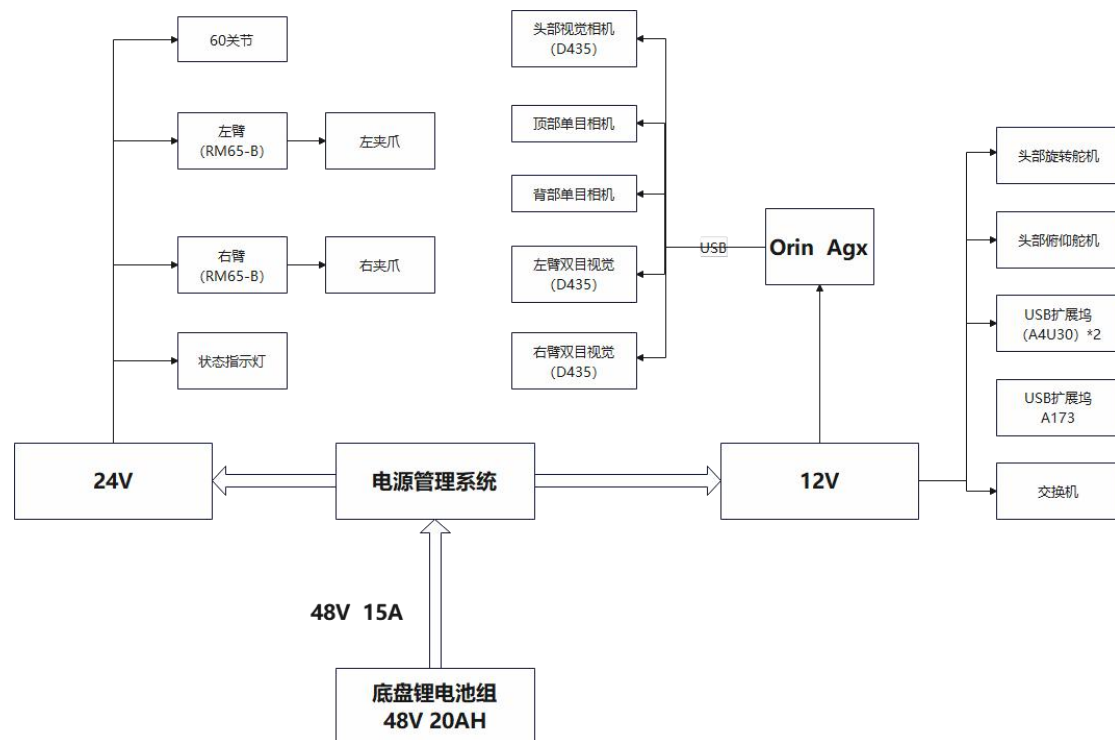 60关节
左臂
(RM65-B)
左夹爪
右臂
(RM65-B)
右夹爪
状态指示灯
头部视觉相机
(D435)
顶部单目相机
背部单目相机
左臂双目视觉
(D435)
右臂双目视觉
(D435)
USB
Orin Agx
头部旋转舵机
头部俯仰舵机
USB扩展坞
(A4U30) *2
USB扩展坞
A173
交换机
24V
电源管理系统
12V
48V 15A
底盘锂电池组
48V 20AH